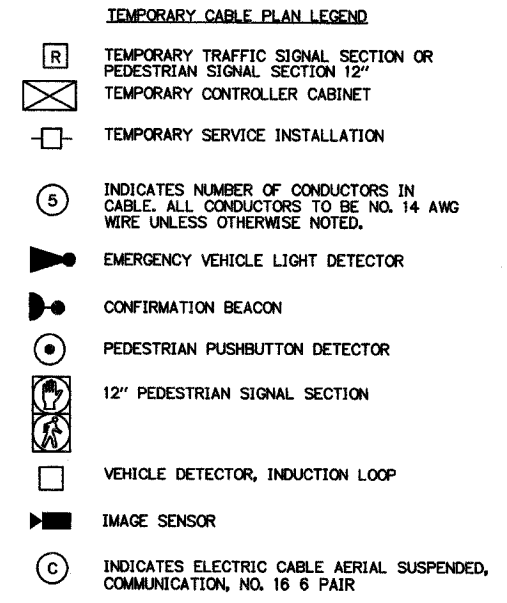 TEMPORARY CABLE PLAN LEGEND
R TEMPORARY TRAFFIC SIGNAL SECTION OR
PEDESTRIAN SIGNAL SECTION 12"
TEMPORARY CONTROLLER CABINET
TEMPORARY SERVICE INSTALLATION
5 INDICATES NUMBER OF CONDUCTORS IN
CABLE. ALL CONDUCTORS TO BE NO. 14 AWG
WIRE UNLESS OTHERWISE NOTED.
EMERGENCY VEHICLE LIGHT DETECTOR
CONFIRMATION BEACON
PEDESTRIAN PUSHBUTTON DETECTOR
12" PEDESTRIAN SIGNAL SECTION
VEHICLE DETECTOR, INDUCTION LOOP
IMAGE SENSOR
C INDICATES ELECTRIC CABLE AERIAL SUSPENDED,
COMMUNICATION, NO. 16 6 PAIR